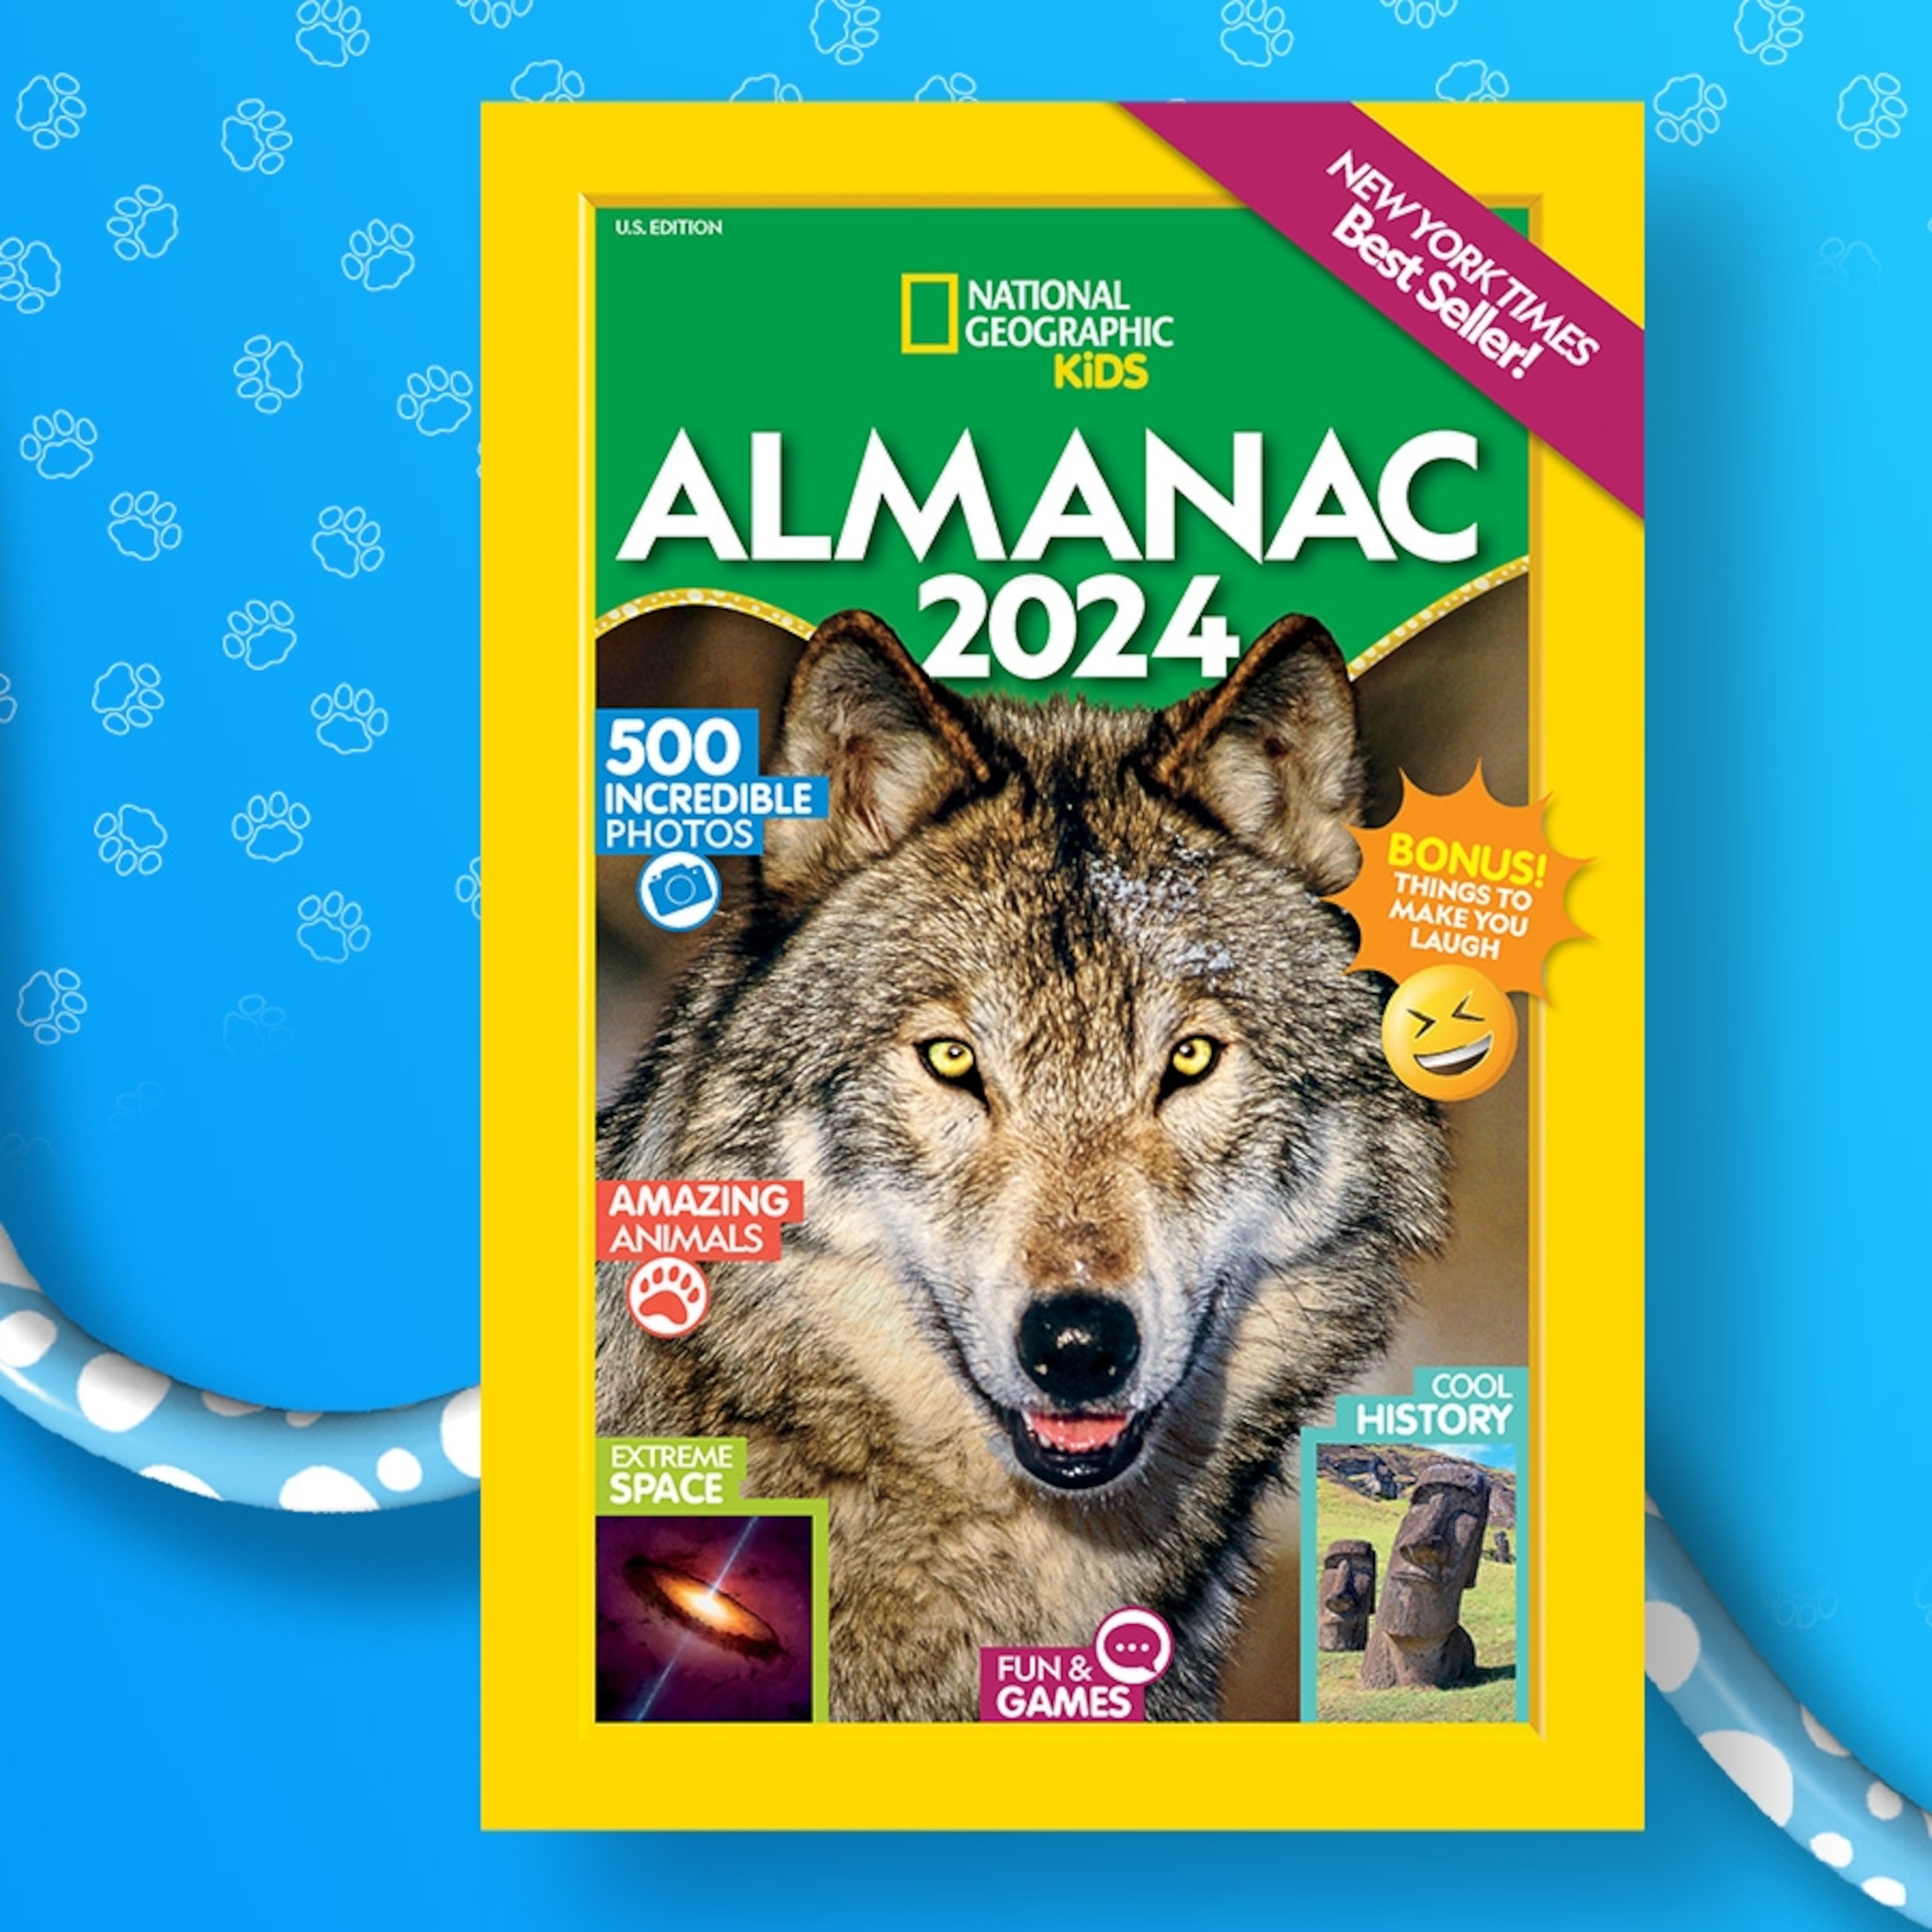 U.S. EDITION
NEW YORK TIMES
Best Seller!
NATIONAL
GEOGRAPHIC
KiDS
ALMANAC
2024
500
INCREDIBLE
PHOTOS
BONUS!
THINGS TO
MAKE YOU
LAUGH
AMAZING
ANIMALS
COOL
HISTORY
EXTREME
SPACE
FUN &
GAMES